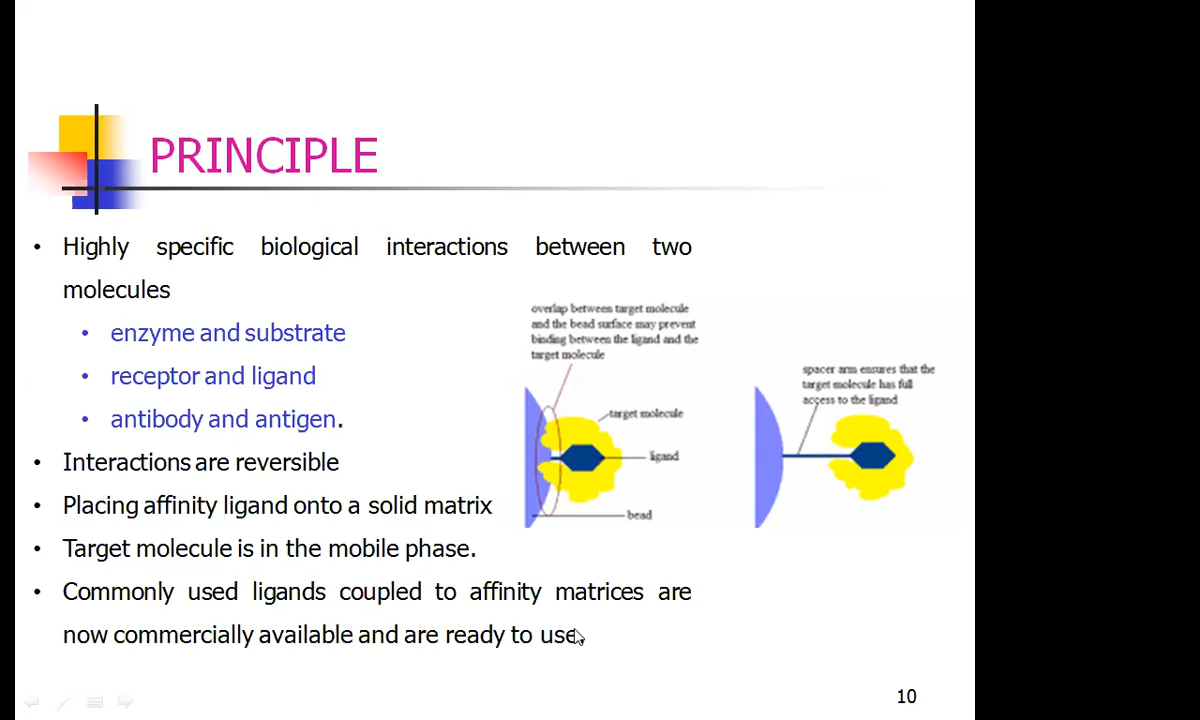 PRINCIPLE
• Highly specific biological interactions between two
molecules
• enzyme and substrate
• receptor and ligand
• antibody and antigen.
• Interactions are reversible
• Placing affinity ligand onto a solid matrix
• Target molecule is in the mobile phase.
• Commonly used ligands coupled to affinity matrices are
now commercially available and are ready to use.
overlap between target molecule
and the bead surface may prevent
binding between the ligand and the
target molecule
target molecule
ligand
bead
spacer arm ensures that the
target molecule has full
access to the ligand
10